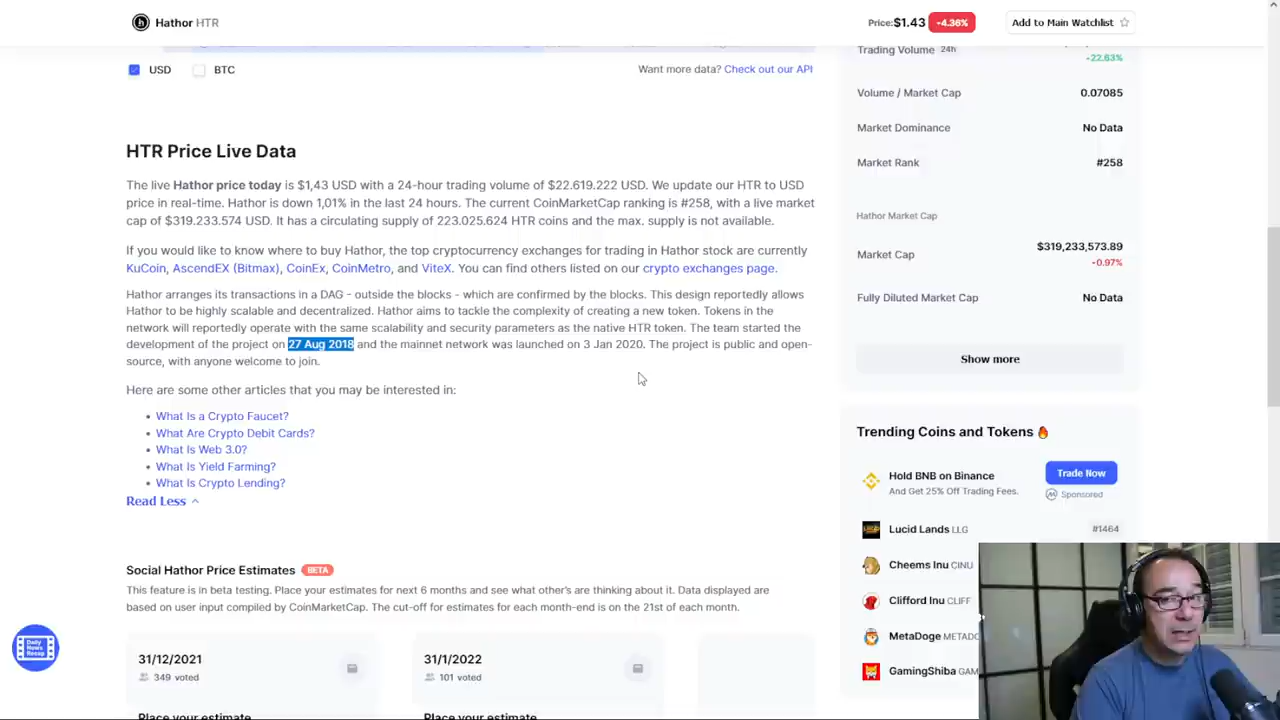 Hathor HTR
Price:$1.43 -4.36%
Add to Main Watchlist
USD BTC
Want more data? Check out our API
HTR Price Live Data
The live Hathor price today is $1,43 USD with a 24-hour trading volume of $22.619.222 USD. We update our HTR to USD
price in real-time. Hathor is down 1,01% in the last 24 hours. The current CoinMarketCap ranking is #258, with a live market
cap of $319.233.574 USD. It has a circulating supply of 223.025.624 HTR coins and the max. supply is not available.
If you would like to know where to buy Hathor, the top cryptocurrency exchanges for trading in Hathor stock are currently
KuCoin, AscendEX (Bitmax), CoinEx, CoinMetro, and ViteX. You can find others listed on our crypto exchanges page.
Hathor arranges its transactions in a DAG - outside the blocks - which are confirmed by the blocks. This design reportedly allows
Hathor to be highly scalable and decentralized. Hathor aims to tackle the complexity of creating a new token. Tokens in the
network will reportedly operate with the same scalability and security parameters as the native HTR token. The team started the
development of the project on 27 Aug 2018 and the mainnet network was launched on 3 Jan 2020. The project is public and open-
source, with anyone welcome to join.
Here are some other articles that you may be interested in:
• What Is a Crypto Faucet?
• What Are Crypto Debit Cards?
• What Is Web 3.0?
• What Is Yield Farming?
• What Is Crypto Lending?
Read Less
Social Hathor Price Estimates BETA
This feature is in beta testing. Place your estimates for next 6 months and see what other's are thinking about it. Data displayed are
based on user input compiled by CoinMarketCap. The cut-off for estimates for each month-end is on the 21st of each month.
31/12/2021
349 voted
Place your estimate
31/1/2022
101 voted
Place your estimate
Daily
News
Recap
Trading Volume 24h
-22.63%
Volume / Market Cap 0.07085
Market Dominance No Data
Market Rank #258
Hathor Market Cap
Market Cap $319,233,573.89
-0.97%
Fully Diluted Market Cap No Data
Show more
Trending Coins and Tokens
Hold BNB on Binance
And Get 25% Off Trading Fees.
Trade Now
Sponsored
Lucid Lands LLG #1464
Cheems Inu CINU
Clifford Inu CLIFF
MetaDoge METADO
GamingShiba GAM